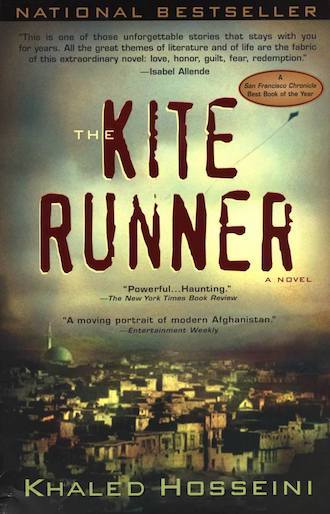 NATIONAL BESTSELLER
"This is one of those unforgettable stories that stays with you
for years. All the great themes of literature and of life are the fabric
of this extraordinary novel: love, honor, guilt, fear, redemption."
—Isabel Allende
A
San Francisco Chronicle
Best Book of the Year
THE
KITE
RUNNER
A NOVEL
"Powerful...Haunting."
—The New York Times Book Review
"A moving portrait of modern Afghanistan."
—Entertainment Weekly
KHALED HOSSEINI